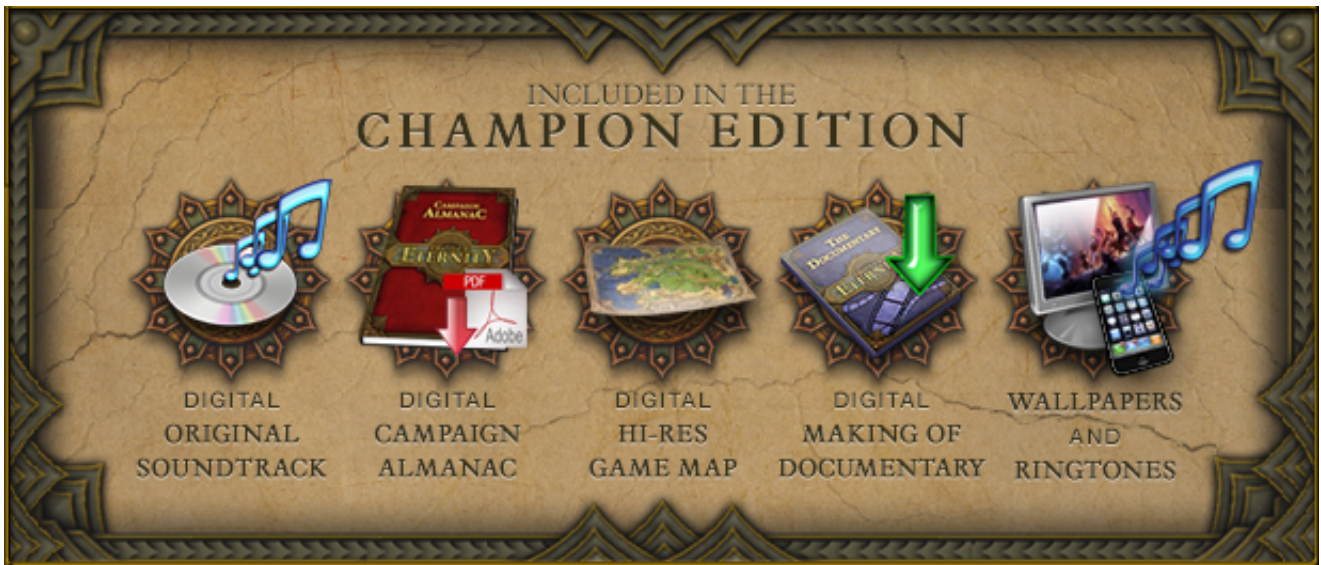 INCLUDED IN THE
CHAMPION EDITION
CAMPAIGN
ALMANAC
ETERNITY
PDF
Adobe
THE
DOCUMENTARY
ETERNITY
DIGITAL
ORIGINAL
SOUNDTRACK
DIGITAL
CAMPAIGN
ALMANAC
DIGITAL
HI-RES
GAME MAP
DIGITAL
MAKING OF
DOCUMENTARY
WALLPAPERS
AND
RINGTONES